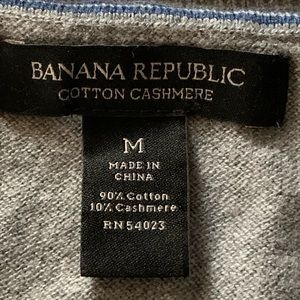 BANANA REPUBLIC
COTTON CASHMERE
M
MADE IN
CHINA
90% Cotton
10% Cashmere
RN 54023